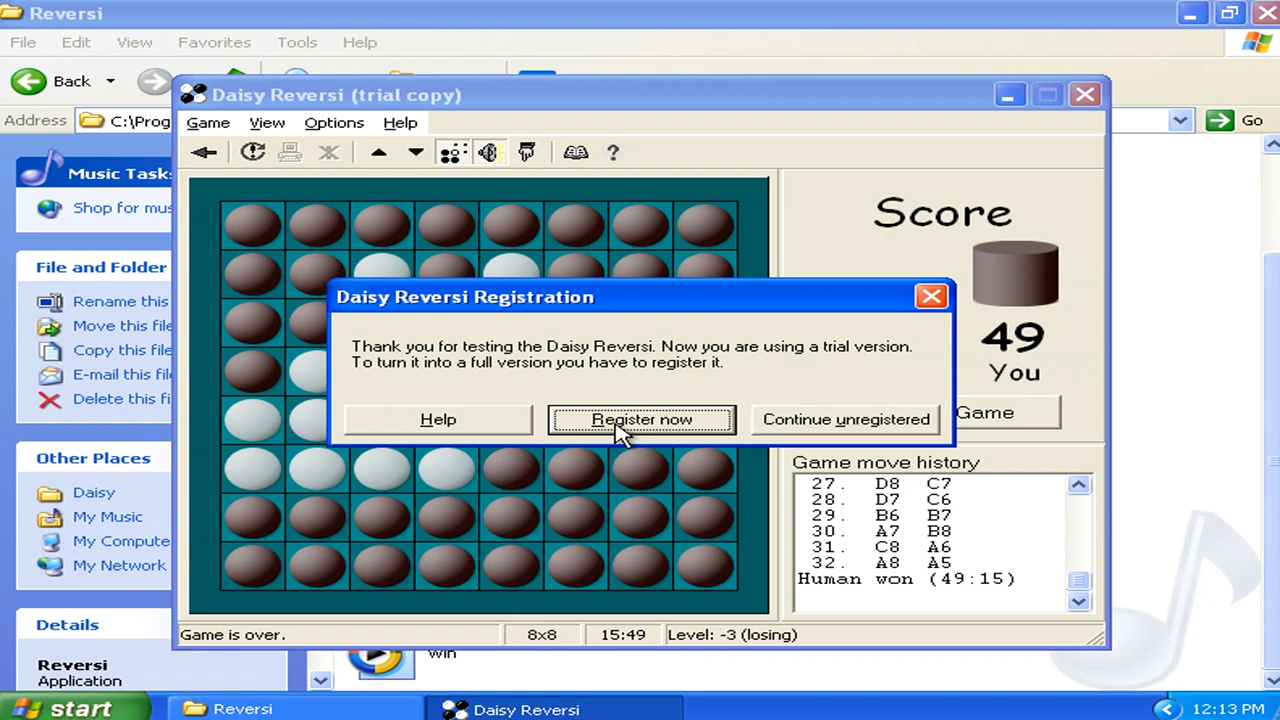 Reversi
File Edit View Favorites Tools Help
Back
Address C:\Prog
Go
Music Task
Shop for mu
File and Folder
Rename this
Move this file
Copy this file
E-mail this fil
Delete this fi
Other Places
Daisy
My Music
My Compute
My Network
Details
Reversi
Application
Daisy Reversi (trial copy)
Game View Options Help
Score
49
You
Game
Daisy Reversi Registration
Thank you for testing the Daisy Reversi. Now you are using a trial version.
To turn it into a full version you have to register it.
Help Register now Continue unregistered
Game move history
27. D8 C7
28. D7 C6
29. B6 B7
30. A7 B8
31. C8 A6
32. A8 A5
Human won (49:15)
Game is over. 8x8 15:49 Level: -3 (losing)
win
start Reversi Daisy Reversi 12:13 PM